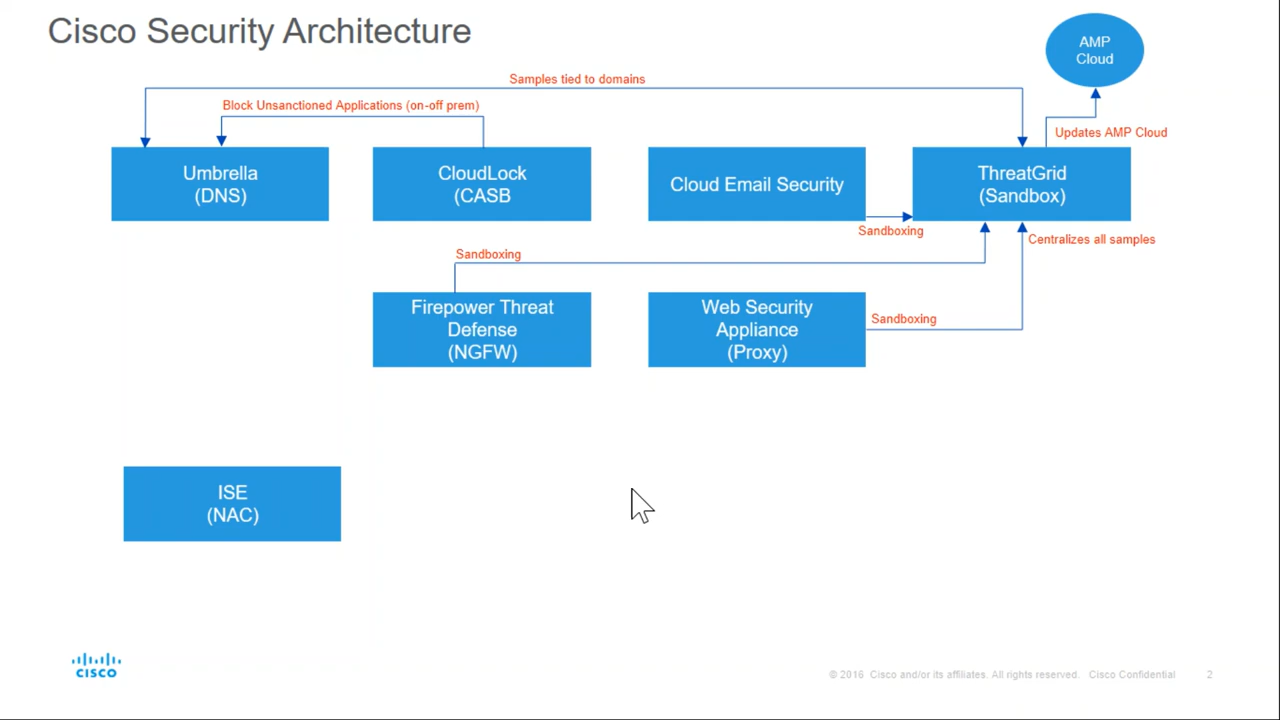 Cisco Security Architecture
AMP
Cloud
Samples tied to domains
Block Unsanctioned Applications (on-off prem)
Updates AMP Cloud
Umbrella
(DNS)
CloudLock
(CASB
Cloud Email Security
ThreatGrid
(Sandbox)
Sandboxing
Centralizes all samples
Sandboxing
Firepower Threat
Defense
(NGFW)
Web Security
Appliance
(Proxy)
Sandboxing
ISE
(NAC)
CISCO
© 2016 Cisco and/or its affiliates. All rights reserved. Cisco Confidential 2